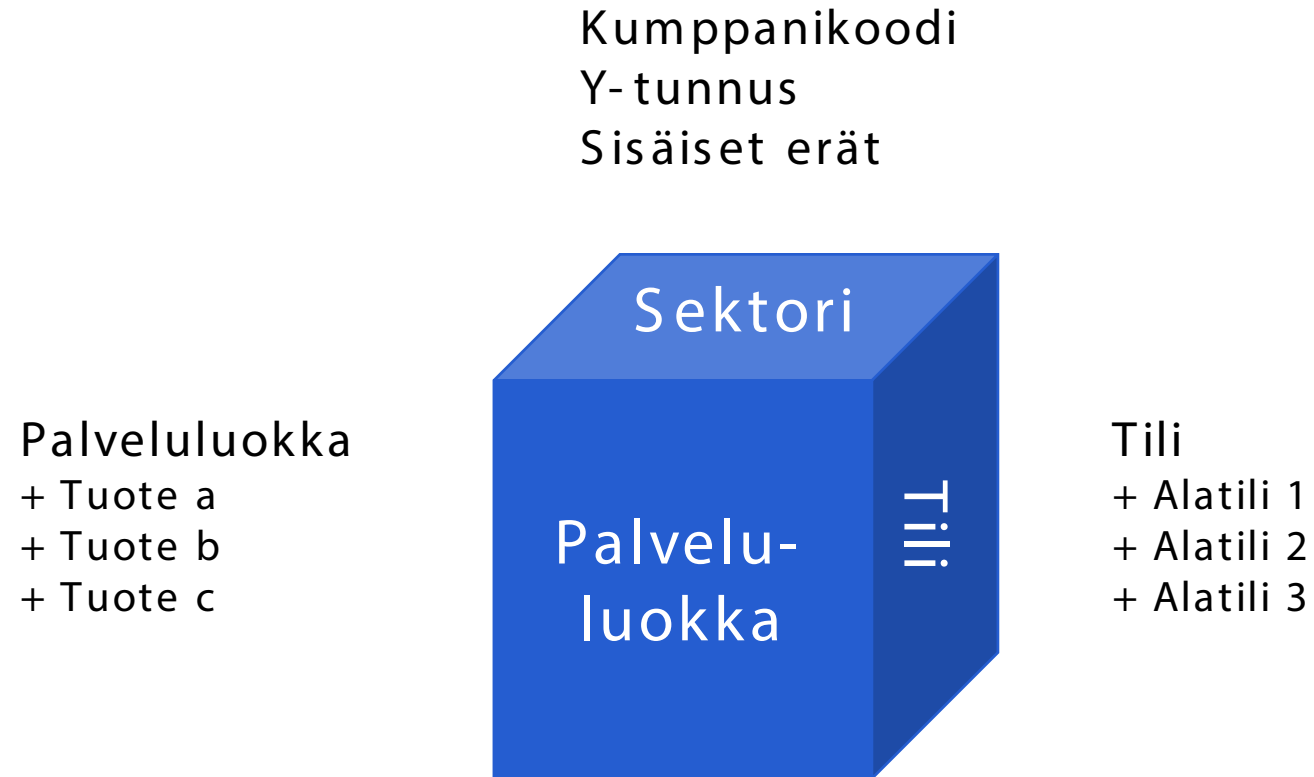 Kumppanikoodi
Y-tunnus
Sisäiset erät
Sektori
Palveluluokka
+ Tuote a
+ Tuote b
+ Tuote c
Palvelu-
luokka
Tili
Tili
+ Alatili 1
+ Alatili 2
+ Alatili 3